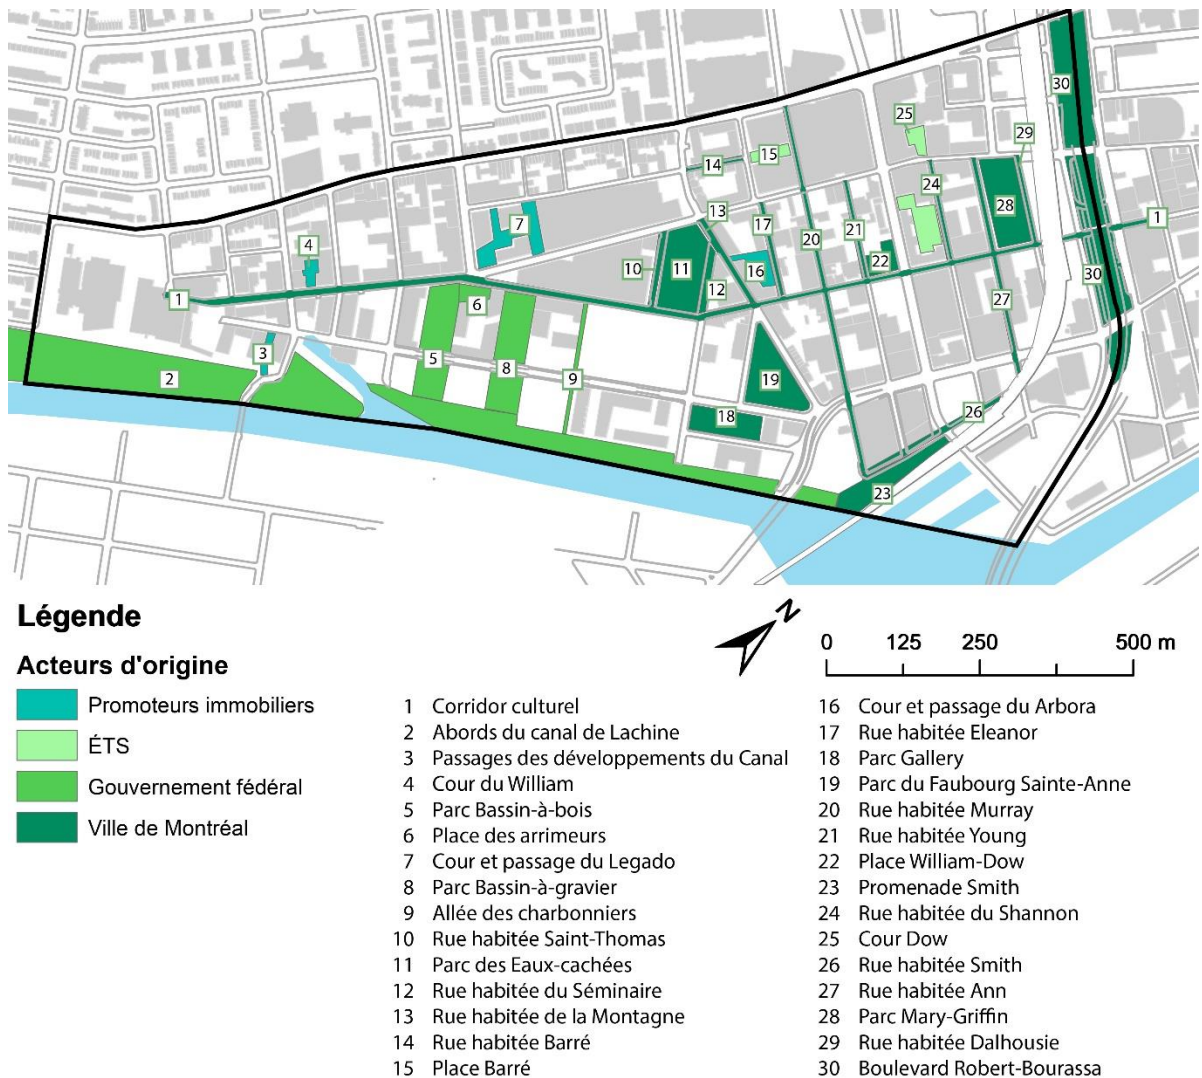 30
25
29
15
14
24
13
17
28
1
7
20
21
4
22
10
11
16
12
30
1
6
27
3
5
8
9
19
2
18
26
23
N
Légende
0 125 250 500 m
Acteurs d'origine
Promoteurs immobiliers
ÉTS
Gouvernement fédéral
Ville de Montréal
1 Corridor culturel
2 Abords du canal de Lachine
3 Passages des développements du Canal
4 Cour du William
5 Parc Bassin-à-bois
6 Place des arrimeurs
7 Cour et passage du Legado
8 Parc Bassin-à-gravier
9 Allée des charbonniers
10 Rue habitée Saint-Thomas
11 Parc des Eaux-cachées
12 Rue habitée du Séminaire
13 Rue habitée de la Montagne
14 Rue habitée Barré
15 Place Barré
16 Cour et passage du Arbora
17 Rue habitée Eleanor
18 Parc Gallery
19 Parc du Faubourg Sainte-Anne
20 Rue habitée Murray
21 Rue habitée Young
22 Place William-Dow
23 Promenade Smith
24 Rue habitée du Shannon
25 Cour Dow
26 Rue habitée Smith
27 Rue habitée Ann
28 Parc Mary-Griffin
29 Rue habitée Dalhousie
30 Boulevard Robert-Bourassa